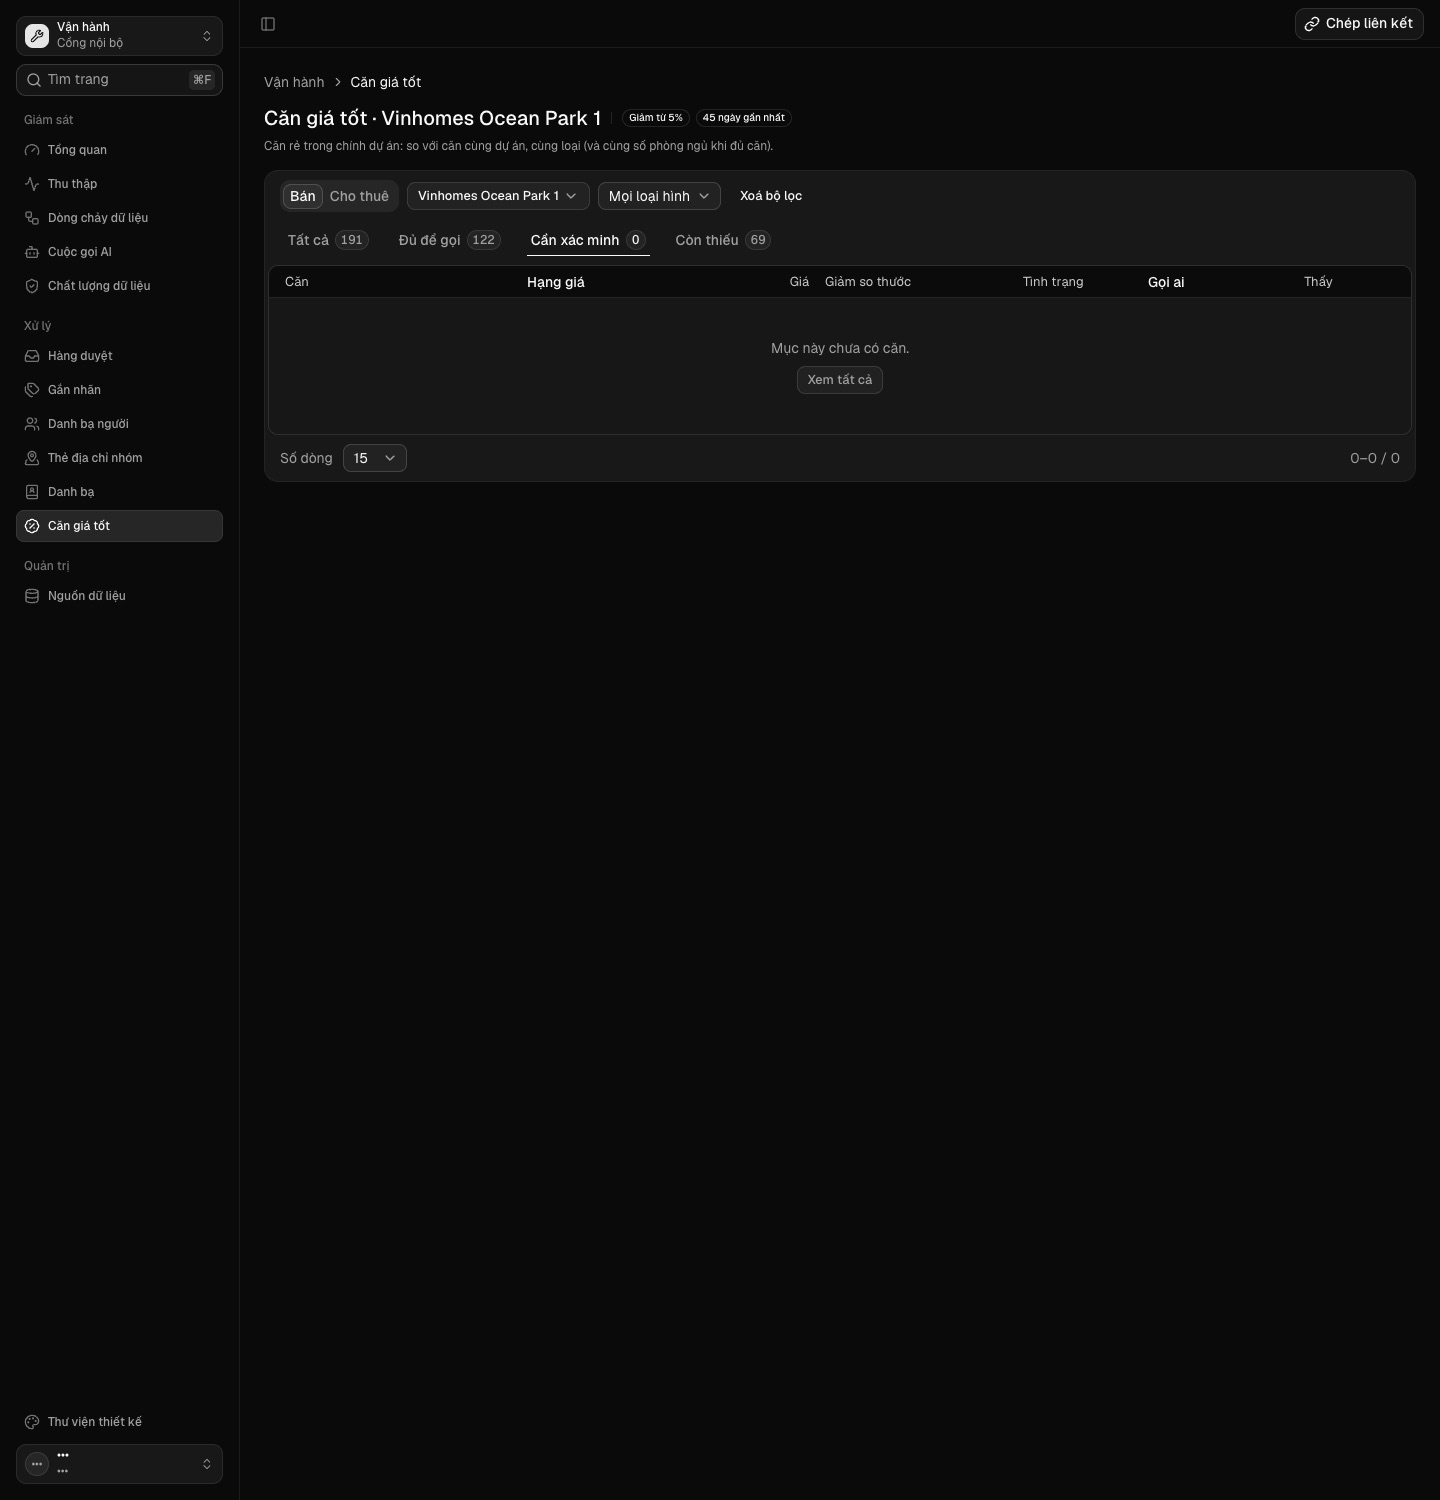 Vận hành
Cổng nội bộ
Tìm trang
⌘F
Giám sát
Tổng quan
Thu thập
Dòng chảy dữ liệu
Cuộc gọi AI
Chất lượng dữ liệu
Xử lý
Hàng duyệt
Gắn nhãn
Danh bạ người
Thẻ địa chỉ nhóm
Danh bạ
Căn giá tốt
Quản trị
Nguồn dữ liệu
Thư viện thiết kế
•••
•••
•••
Chép liên kết
Vận hành > Căn giá tốt
Căn giá tốt · Vinhomes Ocean Park 1 Giảm từ 5% 45 ngày gần nhất
Căn rẻ trong chính dự án: so với căn cùng dự án, cùng loại (và cùng số phòng ngủ khi đủ căn).
Bán Cho thuê Vinhomes Ocean Park 1 Mọi loại hình Xoá bộ lọc
Tất cả 191 Đủ để gọi 122 Cần xác minh 0 Còn thiếu 69
Căn Hạng giá Giá Giảm so thước Tình trạng Gọi ai Thấy
Mục này chưa có căn.
Xem tất cả
Số dòng 15 0–0 / 0